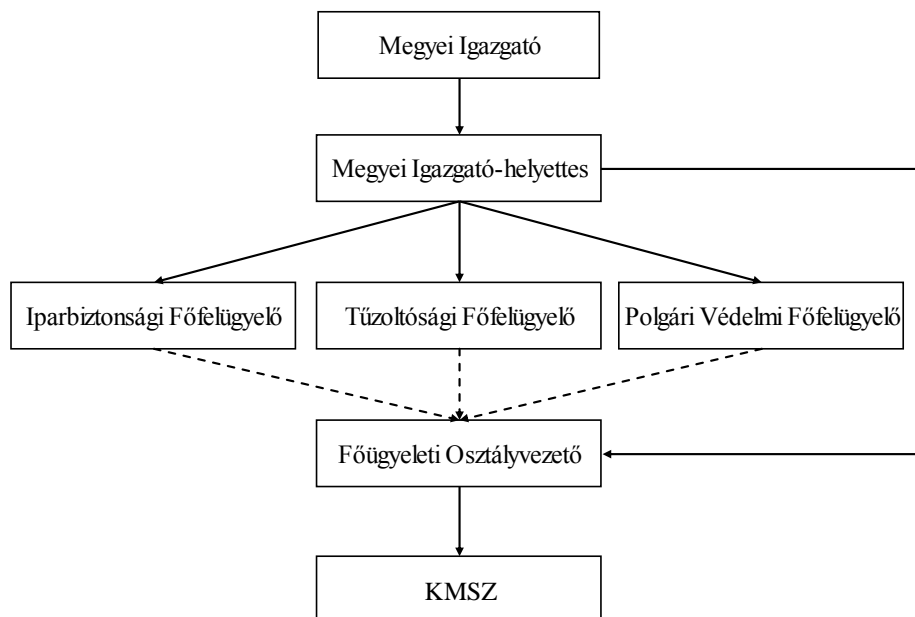 Megyei Igazgató
Megyei Igazgató-helyettes
Iparbiztonsági Főfelügyelő
Tűzoltósági Főfelügyelő
Polgári Védelmi Főfelügyelő
Főügyeleti Osztályvezető
KMSZ